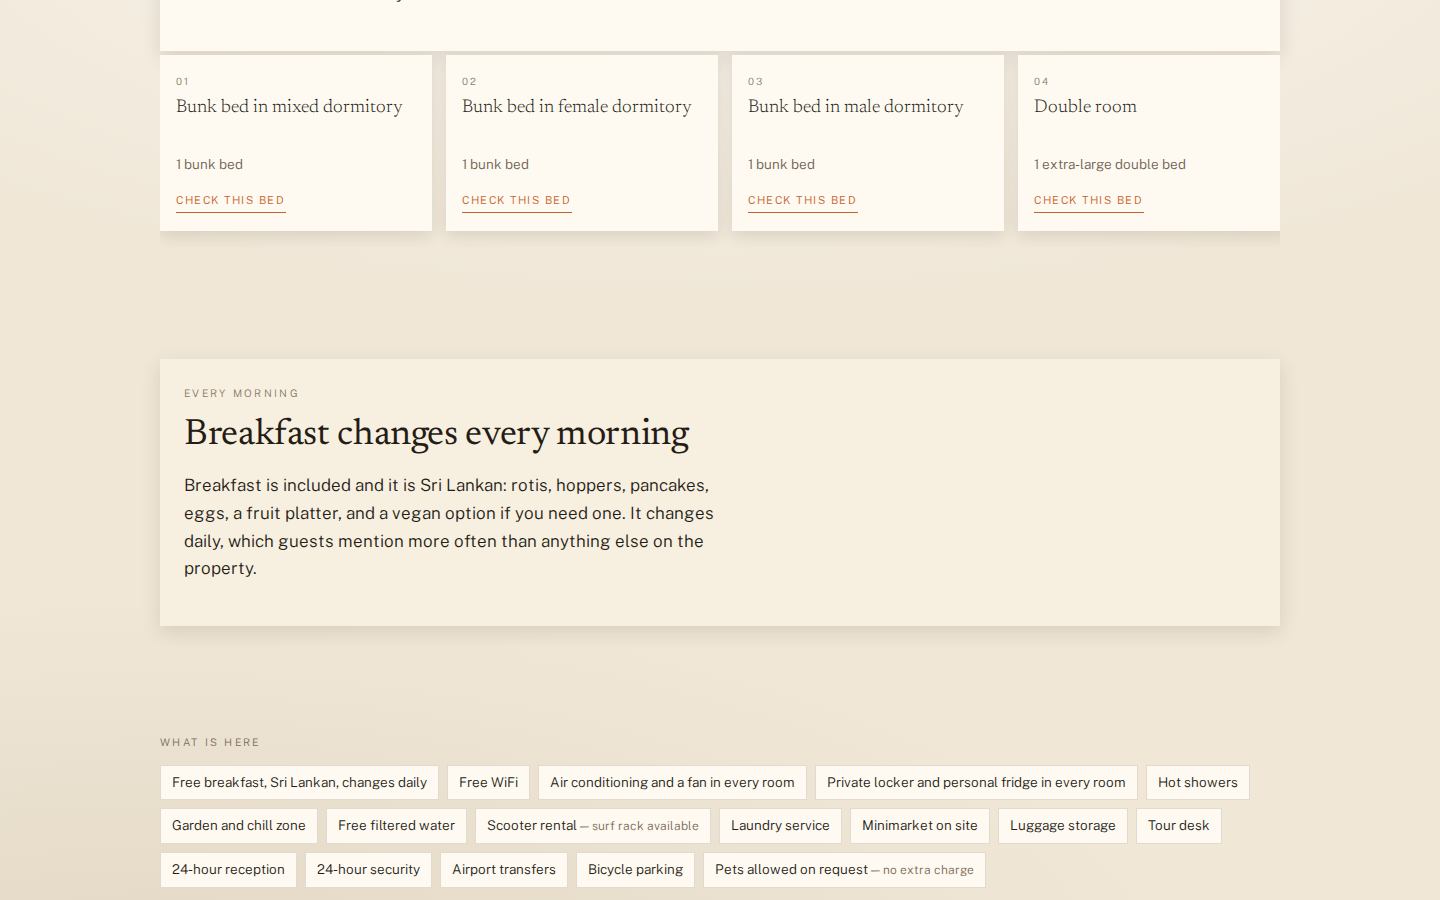 01
Bunk bed in mixed dormitory
1 bunk bed
CHECK THIS BED
02
Bunk bed in female dormitory
1 bunk bed
CHECK THIS BED
03
Bunk bed in male dormitory
1 bunk bed
CHECK THIS BED
04
Double room
1 extra-large double bed
CHECK THIS BED
EVERY MORNING
Breakfast changes every morning
Breakfast is included and it is Sri Lankan: rotis, hoppers, pancakes,
eggs, a fruit platter, and a vegan option if you need one. It changes
daily, which guests mention more often than anything else on the
property.
WHAT IS HERE
Free breakfast, Sri Lankan, changes daily
Free WiFi
Air conditioning and a fan in every room
Private locker and personal fridge in every room
Hot showers
Garden and chill zone
Free filtered water
Scooter rental — surf rack available
Laundry service
Minimarket on site
Luggage storage
Tour desk
24-hour reception
24-hour security
Airport transfers
Bicycle parking
Pets allowed on request — no extra charge